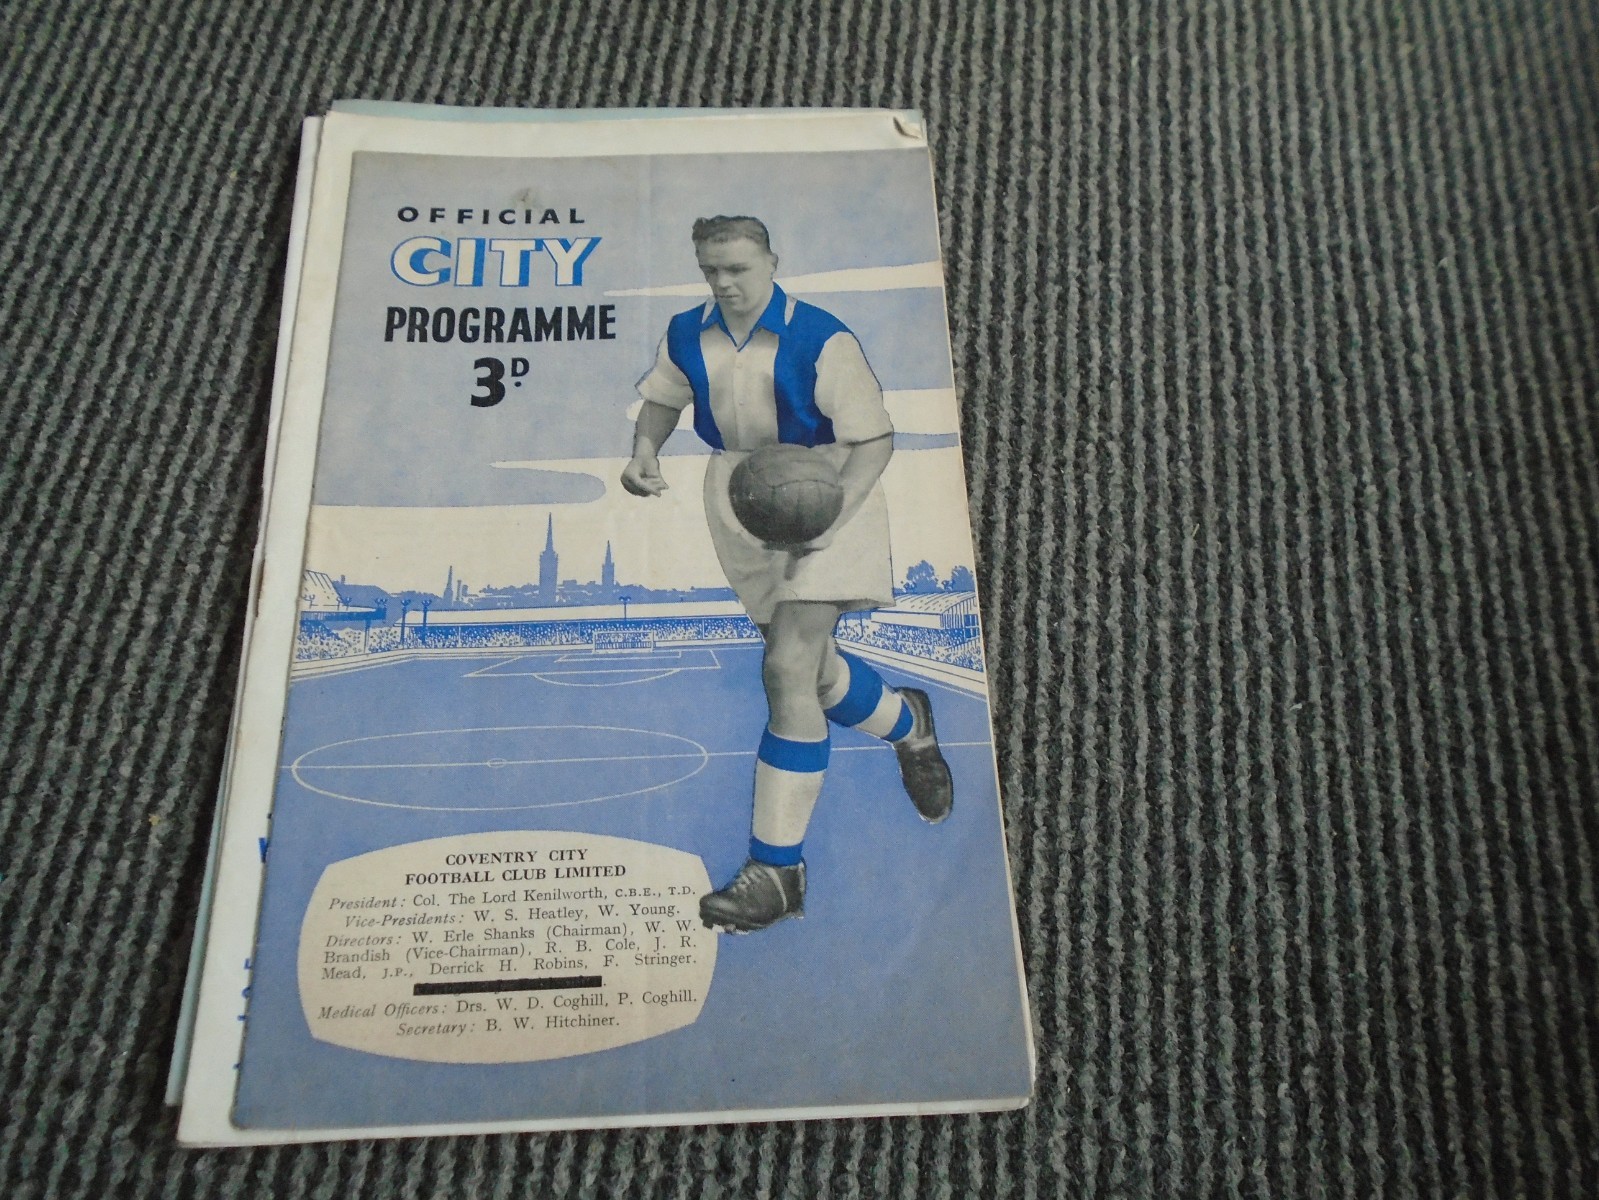 OFFICIAL
CITY
PROGRAMME
3D.
COVENTRY CITY
FOOTBALL CLUB LIMITED
President: Col. The Lord Kenilworth, C.B.E., T.D.
Vice-Presidents: W. S. Heatley, W. Young.
Directors: W. Erle Shanks (Chairman), W. W.
Brandish (Vice-Chairman), R. B. Cole, J. R.
Mead, J.P., Derrick H. Robins, F. Stringer.
Medical Officers: Drs. W. D. Coghill, P. Coghill.
Secretary: B. W. Hitchiner.